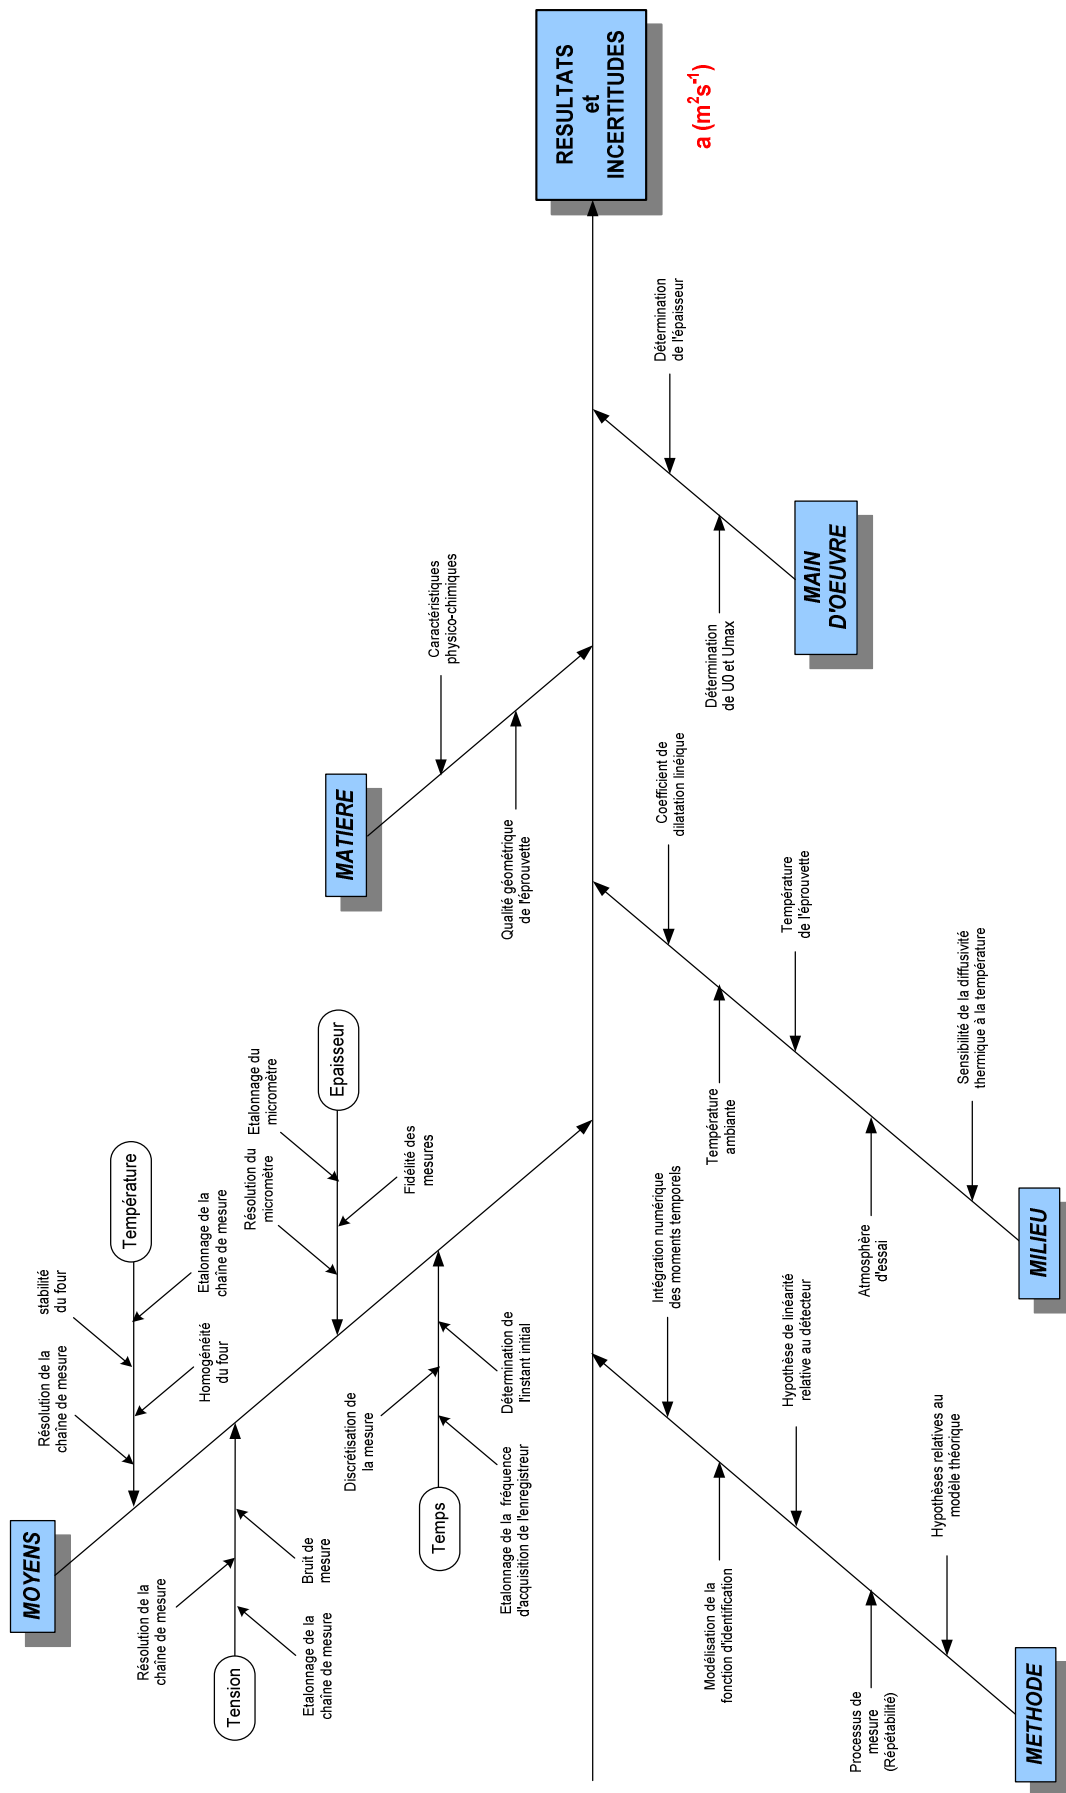 MOYENS
Résolution de la
chaîne de mesure
stabilité
du four
Homogénéité
du four
Etalonnage de la
chaîne de mesure
Température
Tension
Résolution de la
chaîne de mesure
Etalonnage de la
chaîne de mesure
Bruit de
mesure
Résolution du
micromètre
Etalonnage du
micromètre
Fidélité des
mesures
Epaisseur
Temps
Discrétisation de
la mesure
Etalonnage de la fréquence
d'acquisition de l'enregistreur
Détermination de
l'instant initial
MATIERE
Caractéristiques
physico-chimiques
Qualité géométrique
de l'éprouvette
RESULTATS
et
INCERTITUDES
a (m²s⁻¹)
METHODE
Intégration numérique
des moments temporels
Modélisation de la
fonction d'identification
Hypothèse de linéarité
relative au détecteur
Processus de
mesure
(Répétabilité)
Hypothèses relatives au
modèle théorique
MILIEU
Coefficient de
dilatation linéique
Température
ambiante
Température
de l'éprouvette
Atmosphère
d'essai
Sensibilité de la diffusivité
thermique à la température
MAIN
D'OEUVRE
Détermination
de l'épaisseur
Détermination
de U0 et Umax